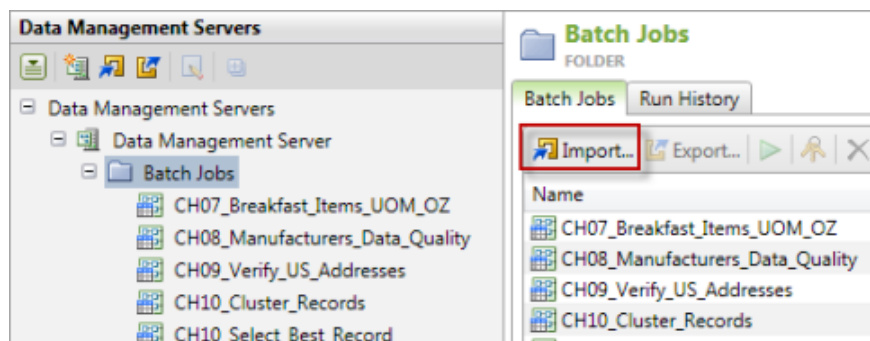 Data Management Servers
Data Management Servers
Data Management Server
Batch Jobs
CH07_Breakfast_Items_UOM_OZ
CH08_Manufacturers_Data_Quality
CH09_Verify_US_Addresses
CH10_Cluster_Records
CH10_Select_Best_Record
Batch Jobs
FOLDER
Batch Jobs Run History
Import... Export...
Name
CH07_Breakfast_Items_UOM_OZ
CH08_Manufacturers_Data_Quality
CH09_Verify_US_Addresses
CH10_Cluster_Records